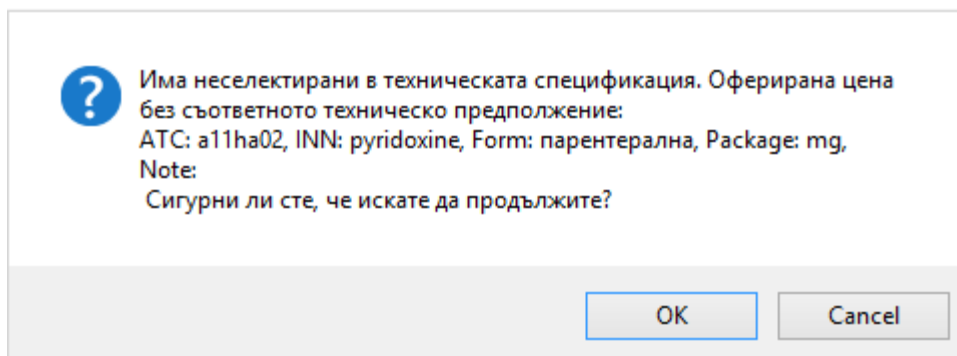 Има неселектирани в техническата спецификация. Оферирана цена
без съответното техническо предполжение:
ATC: a11ha02, INN: pyridoxine, Form: парентерална, Package: mg,
Note:
Сигурни ли сте, че искате да продължите?
OK
Cancel